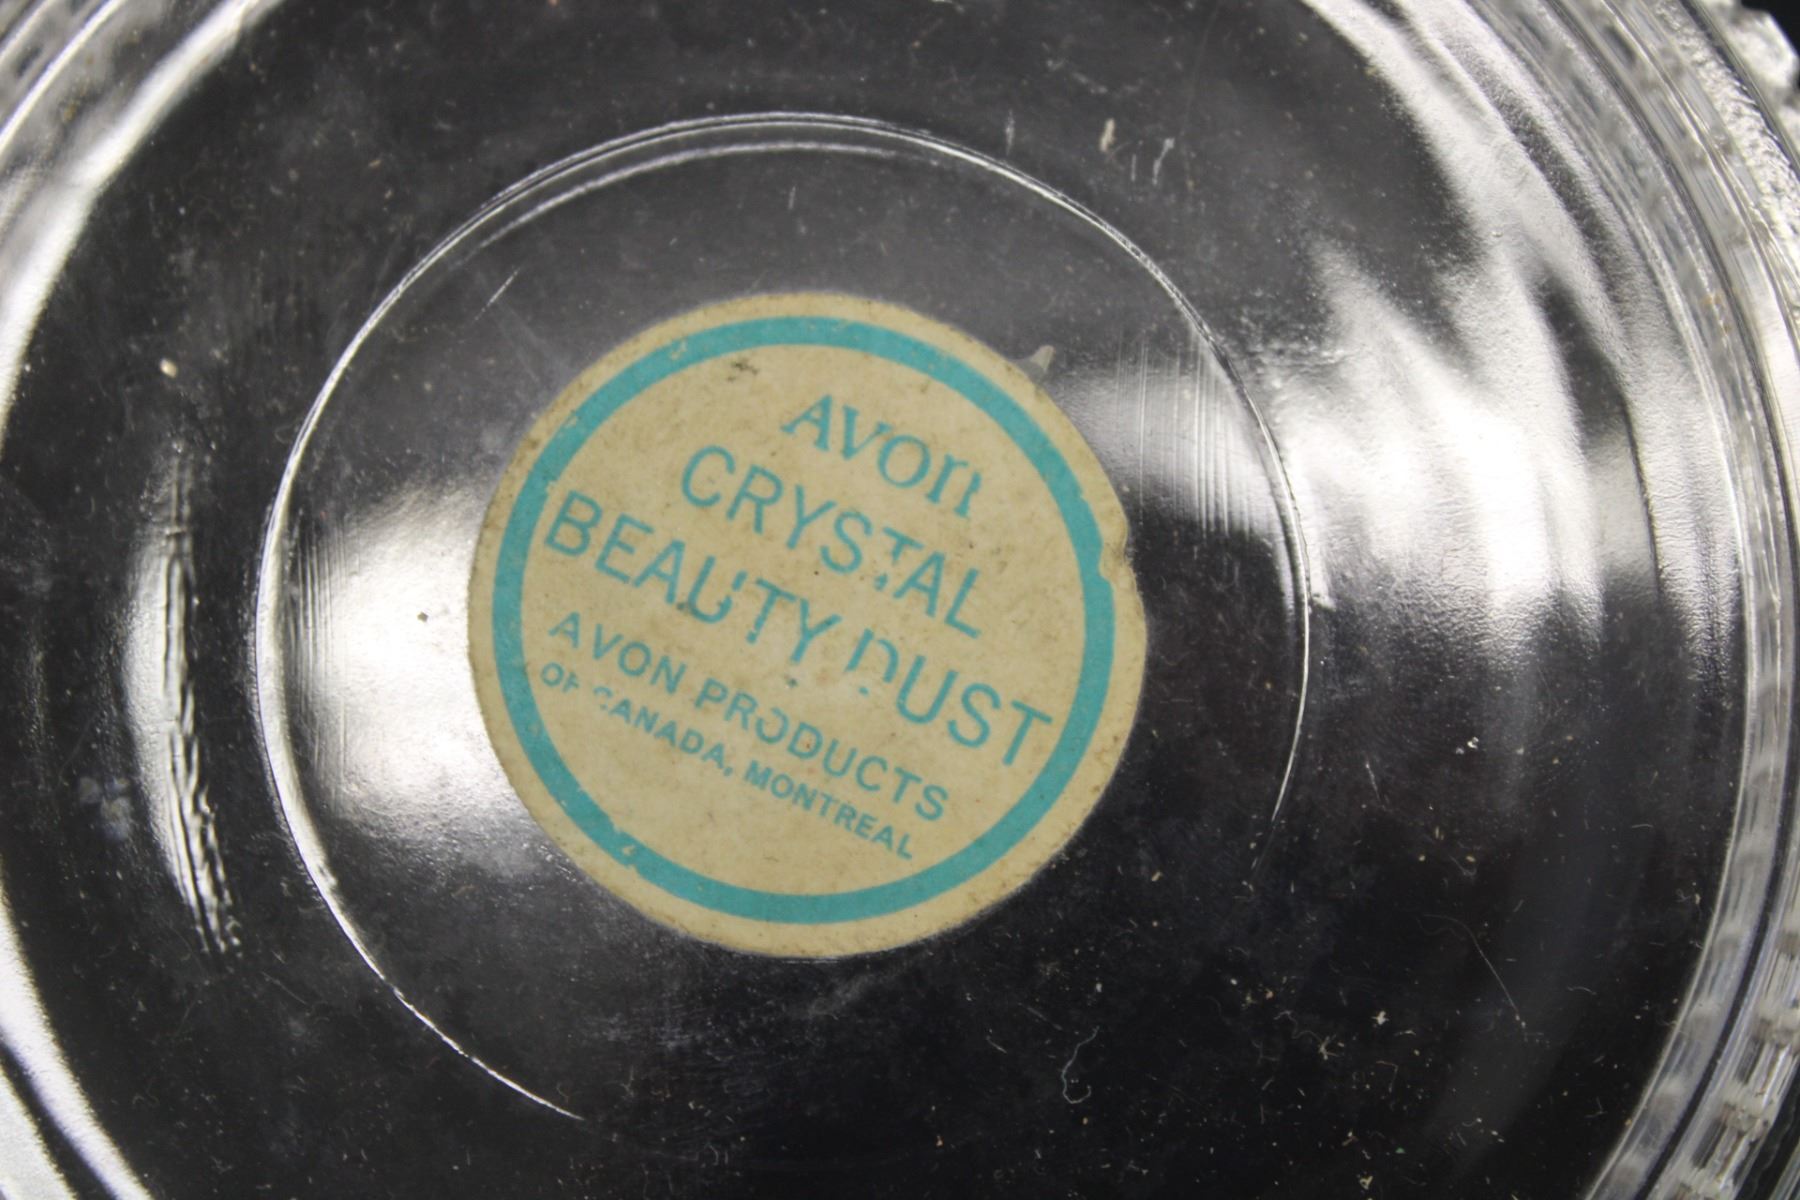 AVON
CRYSTAL
BEAUTY DUST
AVON PRODUCTS
OF CANADA, MONTREAL